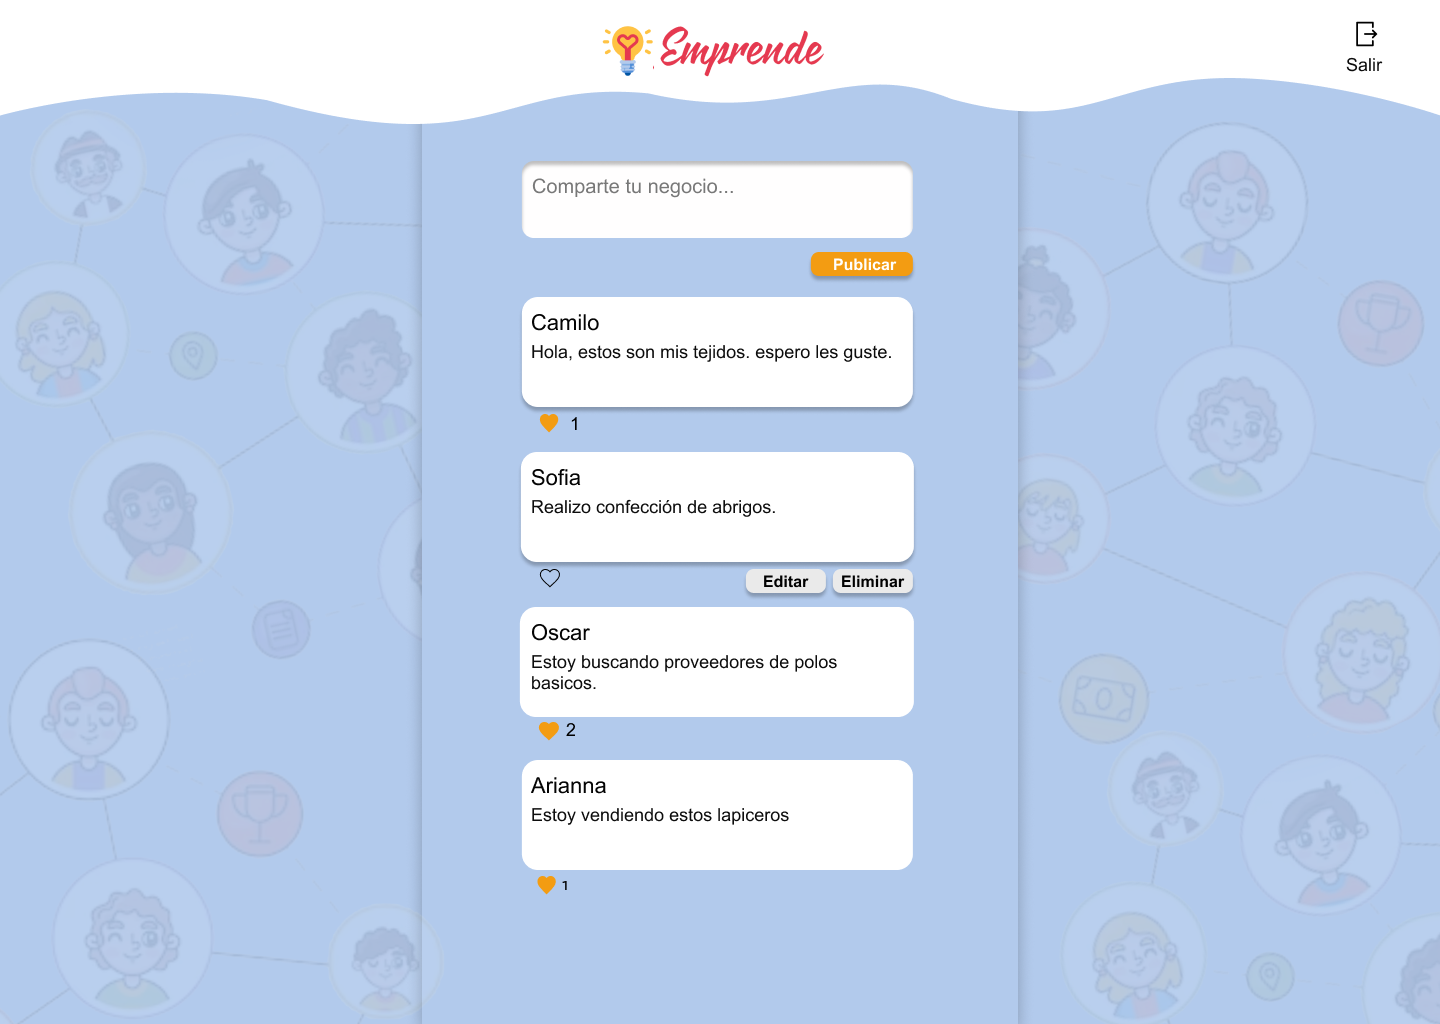 Emprende
Salir
Comparte tu negocio...
Publicar
Camilo
Hola, estos son mis tejidos. espero les guste.
1
Sofia
Realizo confección de abrigos.
Editar Eliminar
Oscar
Estoy buscando proveedores de polos
basicos.
2
Arianna
Estoy vendiendo estos lapiceros
1